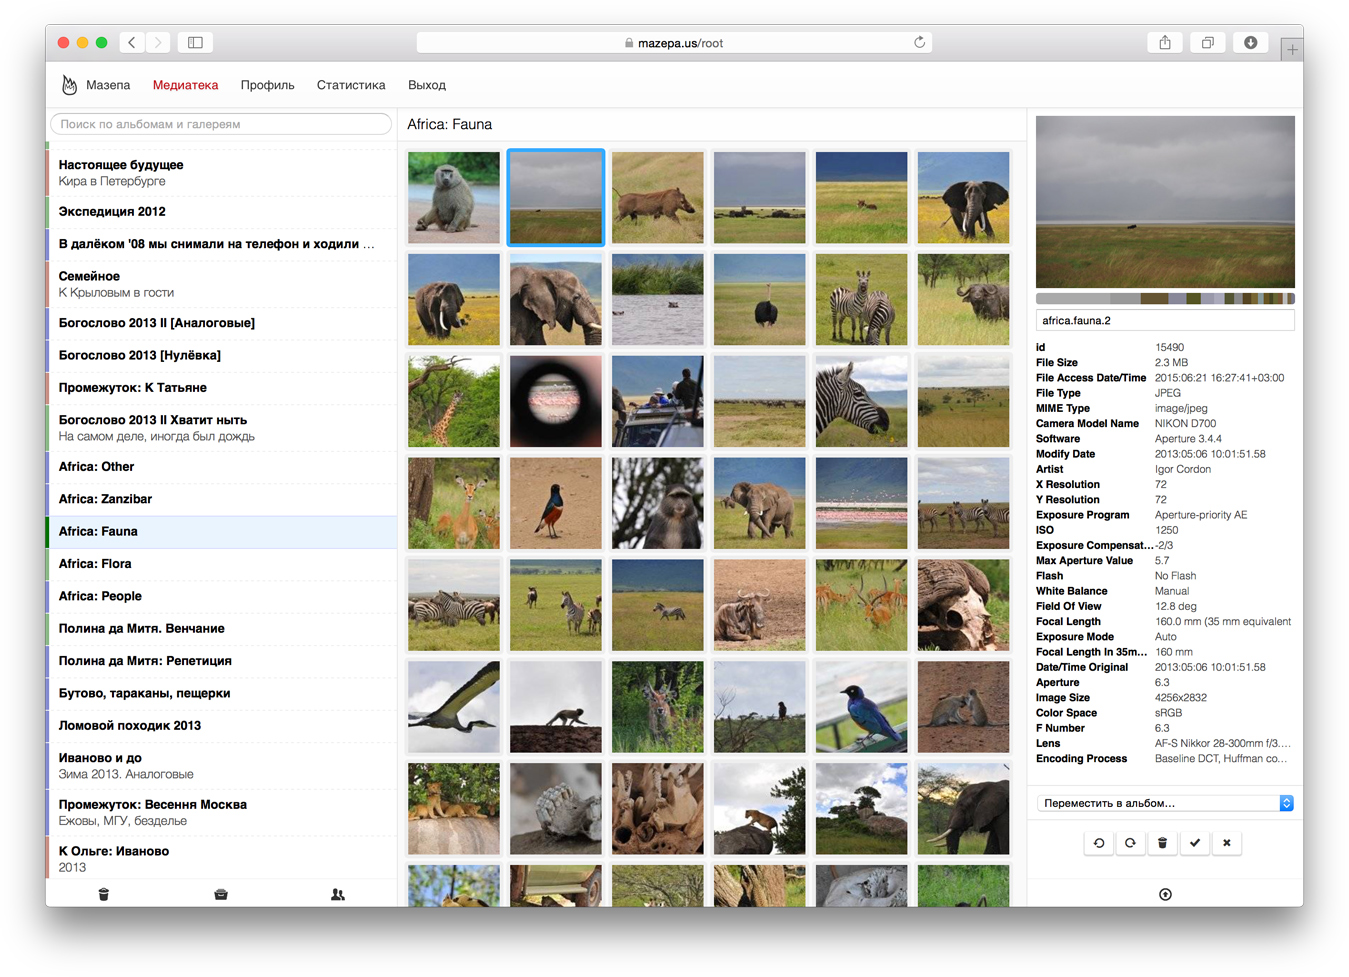 mazepa.us/root
Мазепа Медиатека Профиль Статистика Выход
Поиск по альбомам и галереям
Настоящее будущее
Кира в Петербурге
Экспедиция 2012
В далёком '08 мы снимали на телефон и ходили ...
Семейное
К Крыловым в гости
Богослово 2013 II [Аналоговые]
Богослово 2013 [Нулёвка]
Промежуток: К Татьяне
Богослово 2013 II Хватит ныть
На самом деле, иногда был дождь
Africa: Other
Africa: Zanzibar
Africa: Fauna
Africa: Flora
Africa: People
Полина да Митя. Венчание
Полина да Митя: Репетиция
Бутово, тараканы, пещерки
Ломовой походик 2013
Иваново и до
Зима 2013. Аналоговые
Промежуток: Весення Москва
Ежовы, МГУ, безделье
К Ольге: Иваново
2013
Africa: Fauna
africa.fauna.2
id 15490
File Size 2.3 MB
File Access Date/Time 2015:06:21 16:27:41+03:00
File Type JPEG
MIME Type image/jpeg
Camera Model Name NIKON D700
Software Aperture 3.4.4
Modify Date 2013:05:06 10:01:51.58
Artist Igor Cordon
X Resolution 72
Y Resolution 72
Exposure Program Aperture-priority AE
ISO 1250
Exposure Compensat... -2/3
Max Aperture Value 5.7
Flash No Flash
White Balance Manual
Field Of View 12.8 deg
Focal Length 160.0 mm (35 mm equivalent
Exposure Mode Auto
Focal Length In 35m... 160 mm
Date/Time Original 2013:05:06 10:01:51.58
Aperture 6.3
Image Size 4256x2832
Color Space sRGB
F Number 6.3
Lens AF-S Nikkor 28-300mm f/3....
Encoding Process Baseline DCT, Huffman co...
Переместить в альбом...